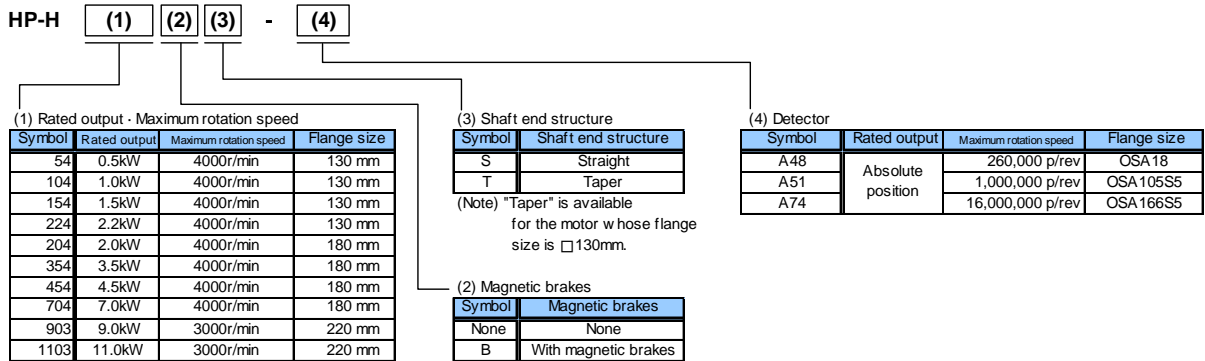 HP-H (1) (2) (3) - (4)
(1) Rated output · Maximum rotation speed
Symbol Rated output Maximum rotation speed Flange size
54 0.5kW 4000r/min 130 mm
104 1.0kW 4000r/min 130 mm
154 1.5kW 4000r/min 130 mm
224 2.2kW 4000r/min 130 mm
204 2.0kW 4000r/min 180 mm
354 3.5kW 4000r/min 180 mm
454 4.5kW 4000r/min 180 mm
704 7.0kW 4000r/min 180 mm
903 9.0kW 3000r/min 220 mm
1103 11.0kW 3000r/min 220 mm
(3) Shaft end structure
Symbol Shaft end structure
S Straight
T Taper
(Note) "Taper" is available
for the motor whose flange
size is □130mm.
(2) Magnetic brakes
Symbol Magnetic brakes
None None
B With magnetic brakes
(4) Detector
Symbol Rated output Maximum rotation speed Flange size
A48 Absolute position 260,000 p/rev OSA18
A51 1,000,000 p/rev OSA105S5
A74 16,000,000 p/rev OSA166S5